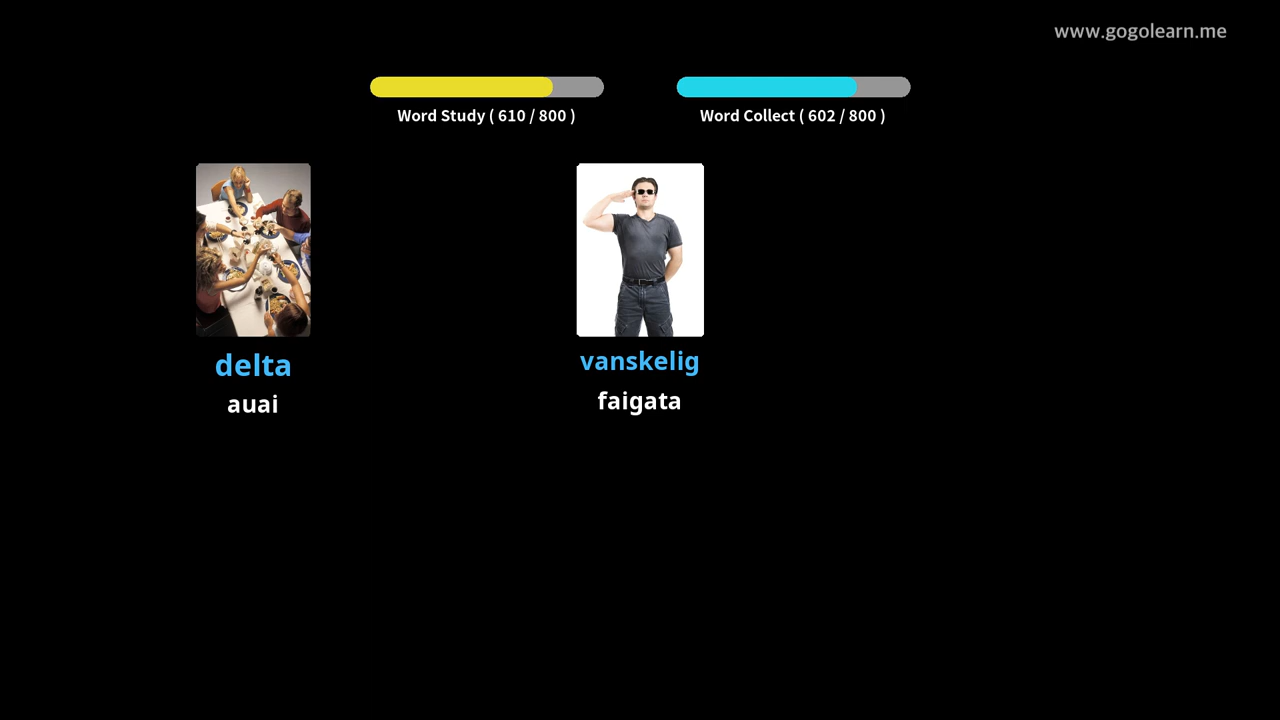 www.gogolearn.me
Word Study ( 610 / 800 )
Word Collect ( 602 / 800 )
delta
auai
vanskelig
faigata